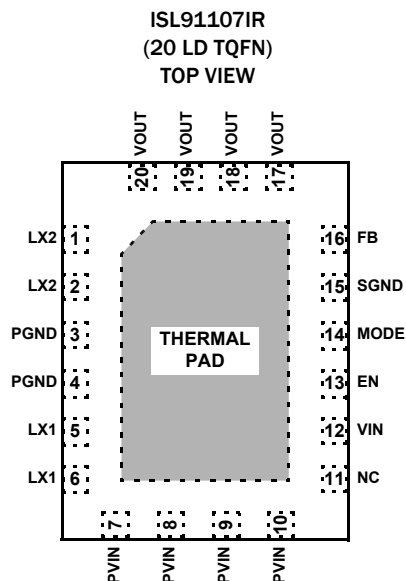 ISL91107IR
(20 LD TQFN)
TOP VIEW
VOUT VOUT VOUT VOUT
20 19 18 17
LX2 1 16 FB
LX2 2 15 SGND
PGND 3 14 MODE
THERMAL
PAD
PGND 4 13 EN
LX1 5 12 VIN
LX1 6 11 NC
7 8 9 10
PVIN PVIN PVIN PVIN